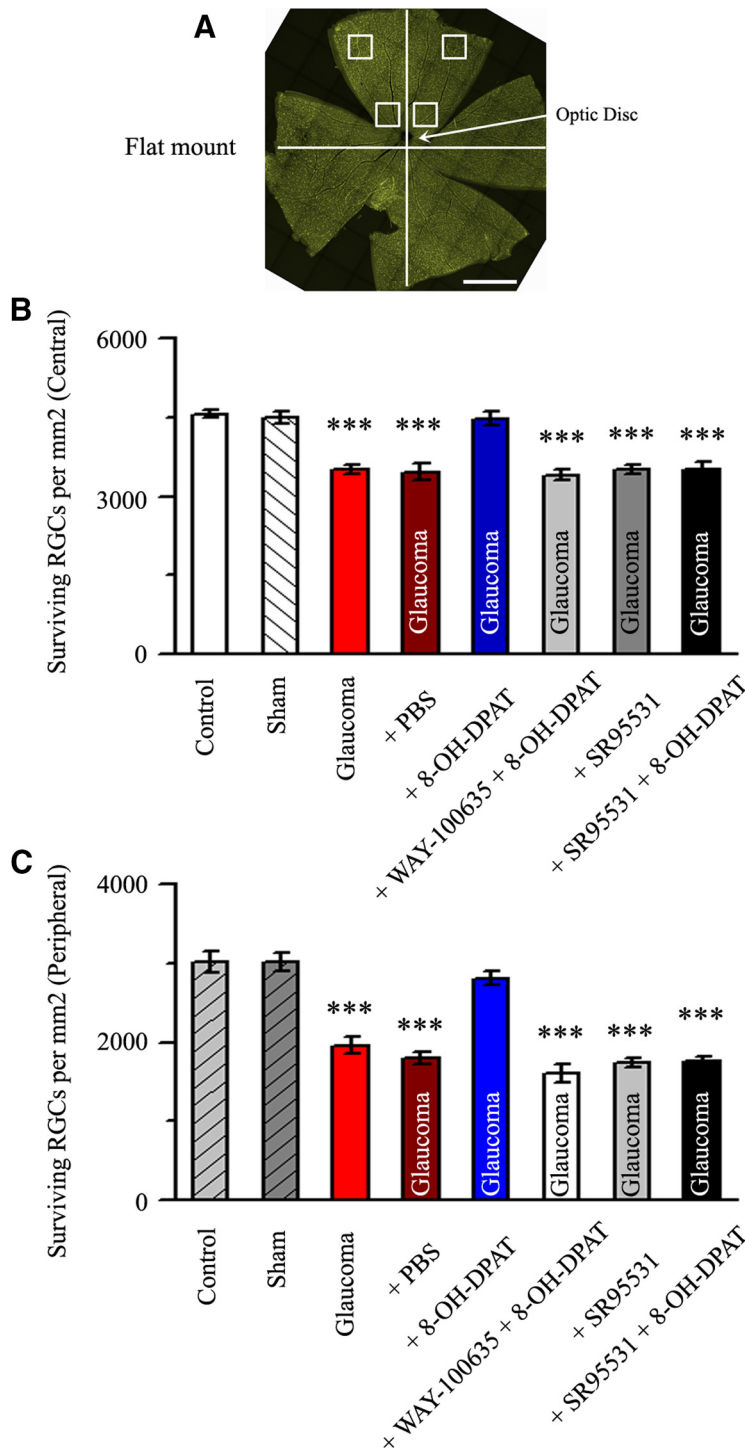 A
Optic Disc
Flat mount
B
Surviving RGCs per mm2 (Central)
6000
3000
0
***
***
***
***
***
Glaucoma
Glaucoma
Glaucoma
Glaucoma
Glaucoma
Control
Sham
Glaucoma
+ PBS
+ 8-OH-DPAT
+ WAY-100635 + 8-OH-DPAT
+ SR95531
+ SR95531 + 8-OH-DPAT
C
Surviving RGCs per mm2 (Peripheral)
4000
2000
0
***
***
***
***
***
Glaucoma
Glaucoma
Glaucoma
Glaucoma
Glaucoma
Control
Sham
Glaucoma
+ PBS
+ 8-OH-DPAT
+ WAY-100635 + 8-OH-DPAT
+ SR95531
+ SR95531 + 8-OH-DPAT